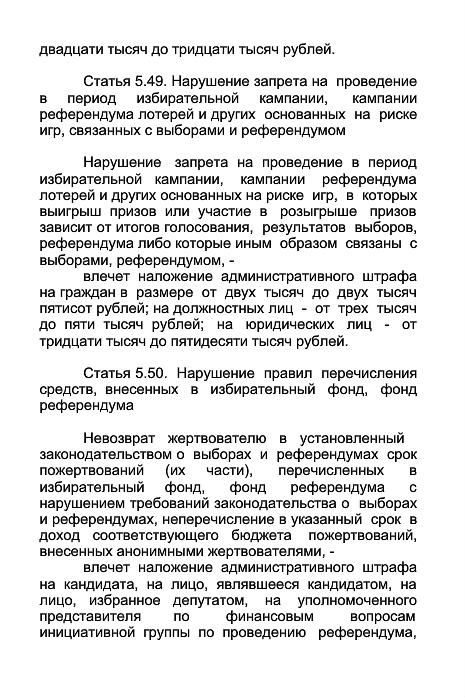 двадцати тысяч до тридцати тысяч рублей.
Статья 5.49. Нарушение запрета на проведение
в период избирательной кампании, кампании
референдума лотерей и других основанных на риске
игр, связанных с выборами и референдумом
Нарушение запрета на проведение в период
избирательной кампании, кампании референдума
лотерей и других основанных на риске игр, в которых
выигрыш призов или участие в розыгрыше призов
зависит от итогов голосования, результатов выборов,
референдума либо которые иным образом связаны с
выборами, референдумом, -
влечет наложение административного штрафа
на граждан в размере от двух тысяч до двух тысяч
пятисот рублей; на должностных лиц - от трех тысяч
до пяти тысяч рублей; на юридических лиц - от
тридцати тысяч до пятидесяти тысяч рублей.
Статья 5.50. Нарушение правил перечисления
средств, внесенных в избирательный фонд, фонд
референдума
Невозврат жертвователю в установленный
законодательством о выборах и референдумах срок
пожертвований (их части), перечисленных в
избирательный фонд, фонд референдума с
нарушением требований законодательства о выборах
и референдумах, неперечисление в указанный срок в
доход соответствующего бюджета пожертвований,
внесенных анонимными жертвователями, -
влечет наложение административного штрафа
на кандидата, на лицо, являвшееся кандидатом, на
лицо, избранное депутатом, на уполномоченного
представителя по финансовым вопросам
инициативной группы по проведению референдума,